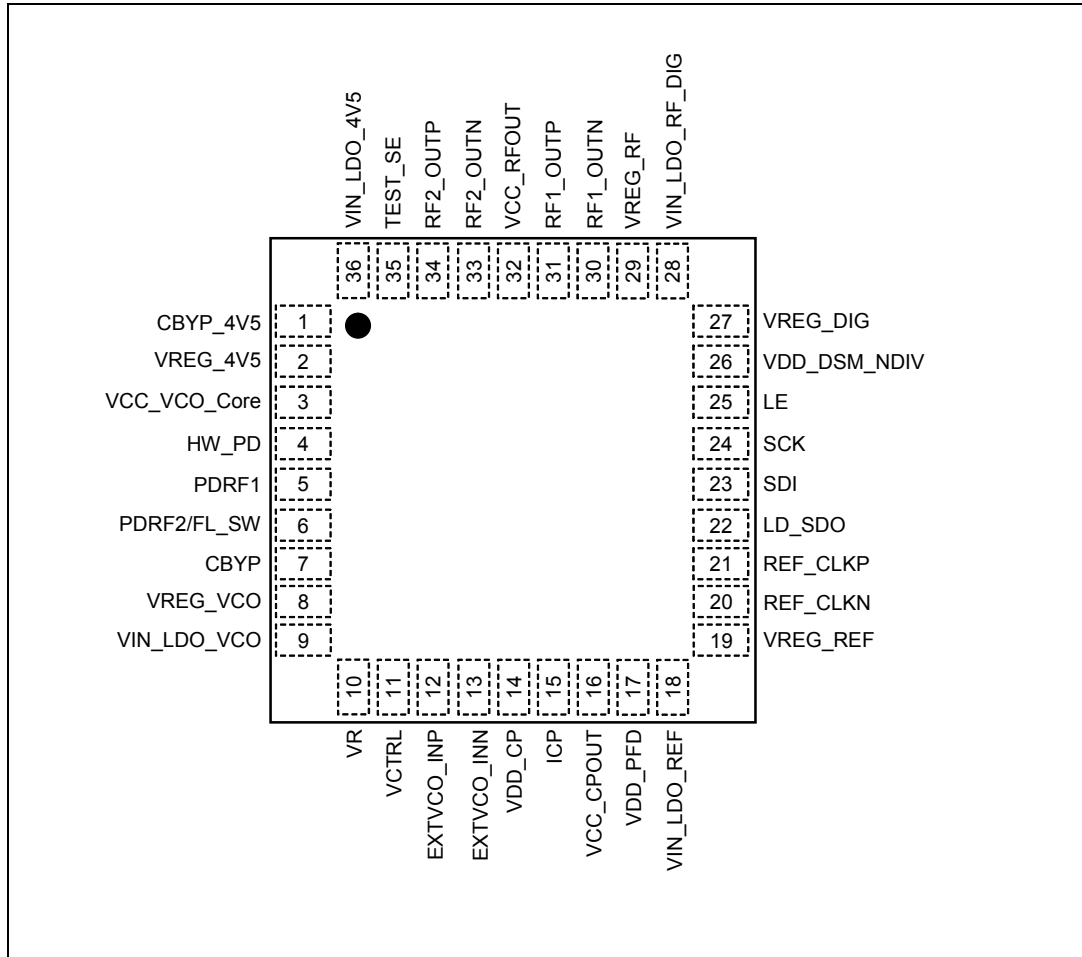 VIN_LDO_4V5
TEST_SE
RF2_OUTP
RF2_OUTN
VCC_RFOUT
RF1_OUTP
RF1_OUTN
VREG_RF
VIN_LDO_RF_DIG
36
35
34
33
32
31
30
29
28
CBYP_4V5 1
VREG_4V5 2
VCC_VCO_Core 3
HW_PD 4
PDRF1 5
PDRF2/FL_SW 6
CBYP 7
VREG_VCO 8
VIN_LDO_VCO 9
27 VREG_DIG
26 VDD_DSM_NDIV
25 LE
24 SCK
23 SDI
22 LD_SDO
21 REF_CLKP
20 REF_CLKN
19 VREG_REF
10
11
12
13
14
15
16
17
18
VR
VCTRL
EXTVCO_INP
EXTVCO_INN
VDD_CP
ICP
VCC_CPOUT
VDD_PFD
VIN_LDO_REF